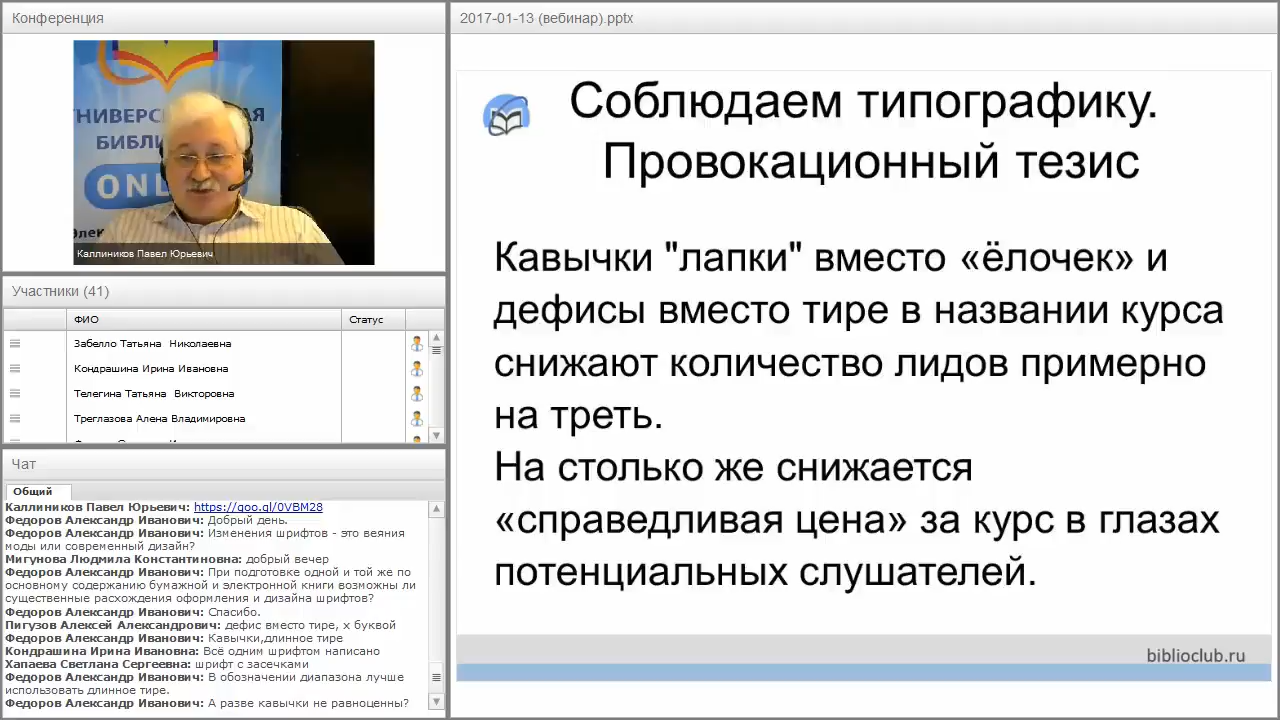 Конференция
УНИВЕРС
АЯ
БИБЛИ
ON
Каллиников Павел Юрьевич
Участники (41)
ФИО
Статус
Забелло Татьяна Николаевна
Кондрашина Ирина Ивановна
Телегина Татьяна Викторовна
Треглазова Алена Владимировна
Чат
Общий
Каллиников Павел Юрьевич: https://goo.gl/0VBM28
Федоров Александр Иванович: Добрый день.
Федоров Александр Иванович: Изменения шрифтов - это веяния
моды или современный дизайн?
Мигунова Людмила Константиновна: добрый вечер
Федоров Александр Иванович: При подготовке одной и той же по
основному содержанию бумажной и электронной книги возможны ли
существенные расхождения оформления и дизайна шрифтов?
Федоров Александр Иванович: Спасибо.
Пигузов Алексей Александрович: дефис вместо тире, х буквой
Федоров Александр Иванович: Кавычки,длинное тире
Кондрашина Ирина Ивановна: Всё одним шрифтом написано
Хапаева Светлана Сергеевна: шрифт с засечками
Федоров Александр Иванович: В обозначении диапазона лучше
использовать длинное тире.
Федоров Александр Иванович: А разве кавычки не равноценны?
2017-01-13 (вебинар).pptx
Соблюдаем типографику.
Провокационный тезис
Кавычки "лапки" вместо «ёлочек» и
дефисы вместо тире в названии курса
снижают количество лидов примерно
на треть.
На столько же снижается
«справедливая цена» за курс в глазах
потенциальных слушателей.
biblioclub.ru